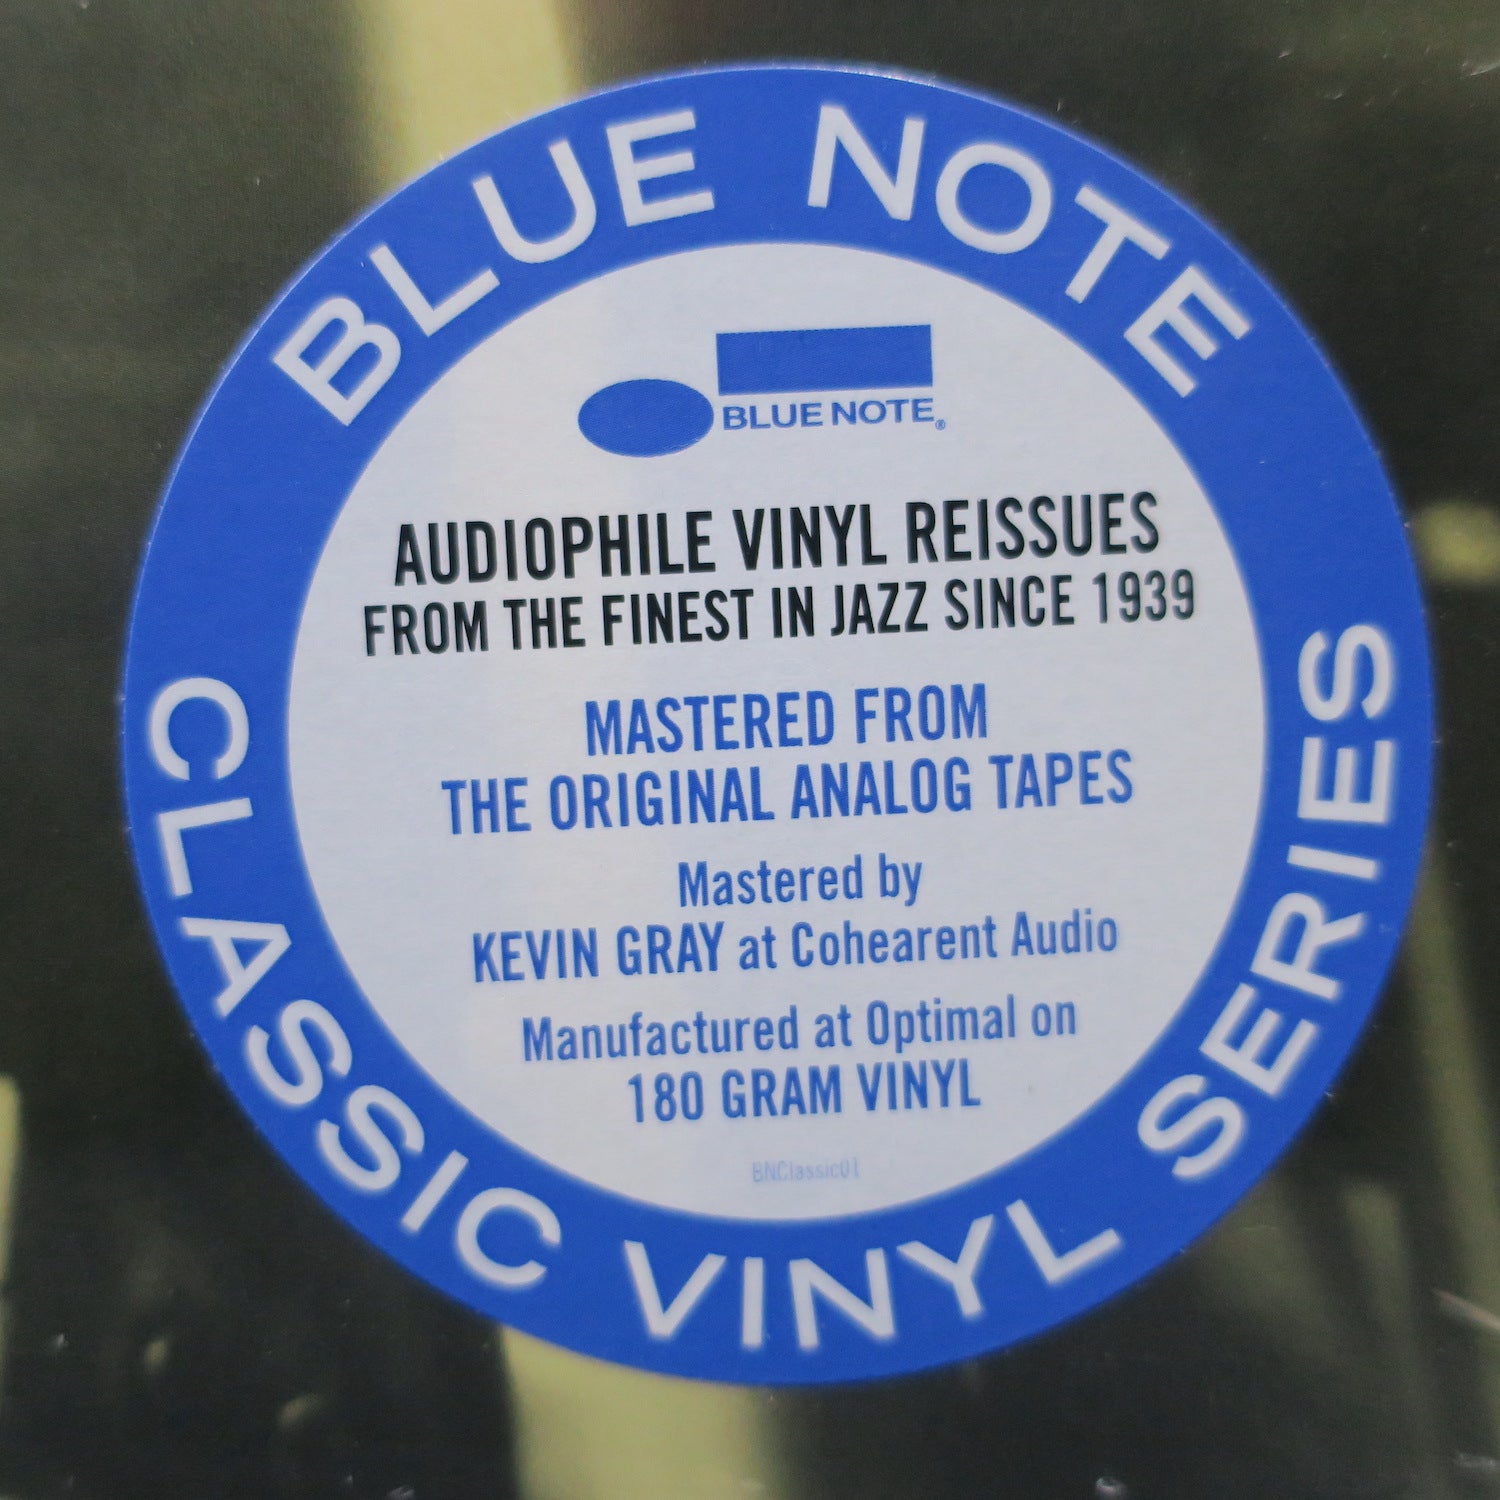 BLUE NOTE
BLUE NOTE®
AUDIOPHILE VINYL REISSUES
FROM THE FINEST IN JAZZ SINCE 1939
MASTERED FROM
THE ORIGINAL ANALOG TAPES
Mastered by
KEVIN GRAY at Cohearent Audio
Manufactured at Optimal on
180 GRAM VINYL
BNClassic01
CLASSIC VINYL SERIES